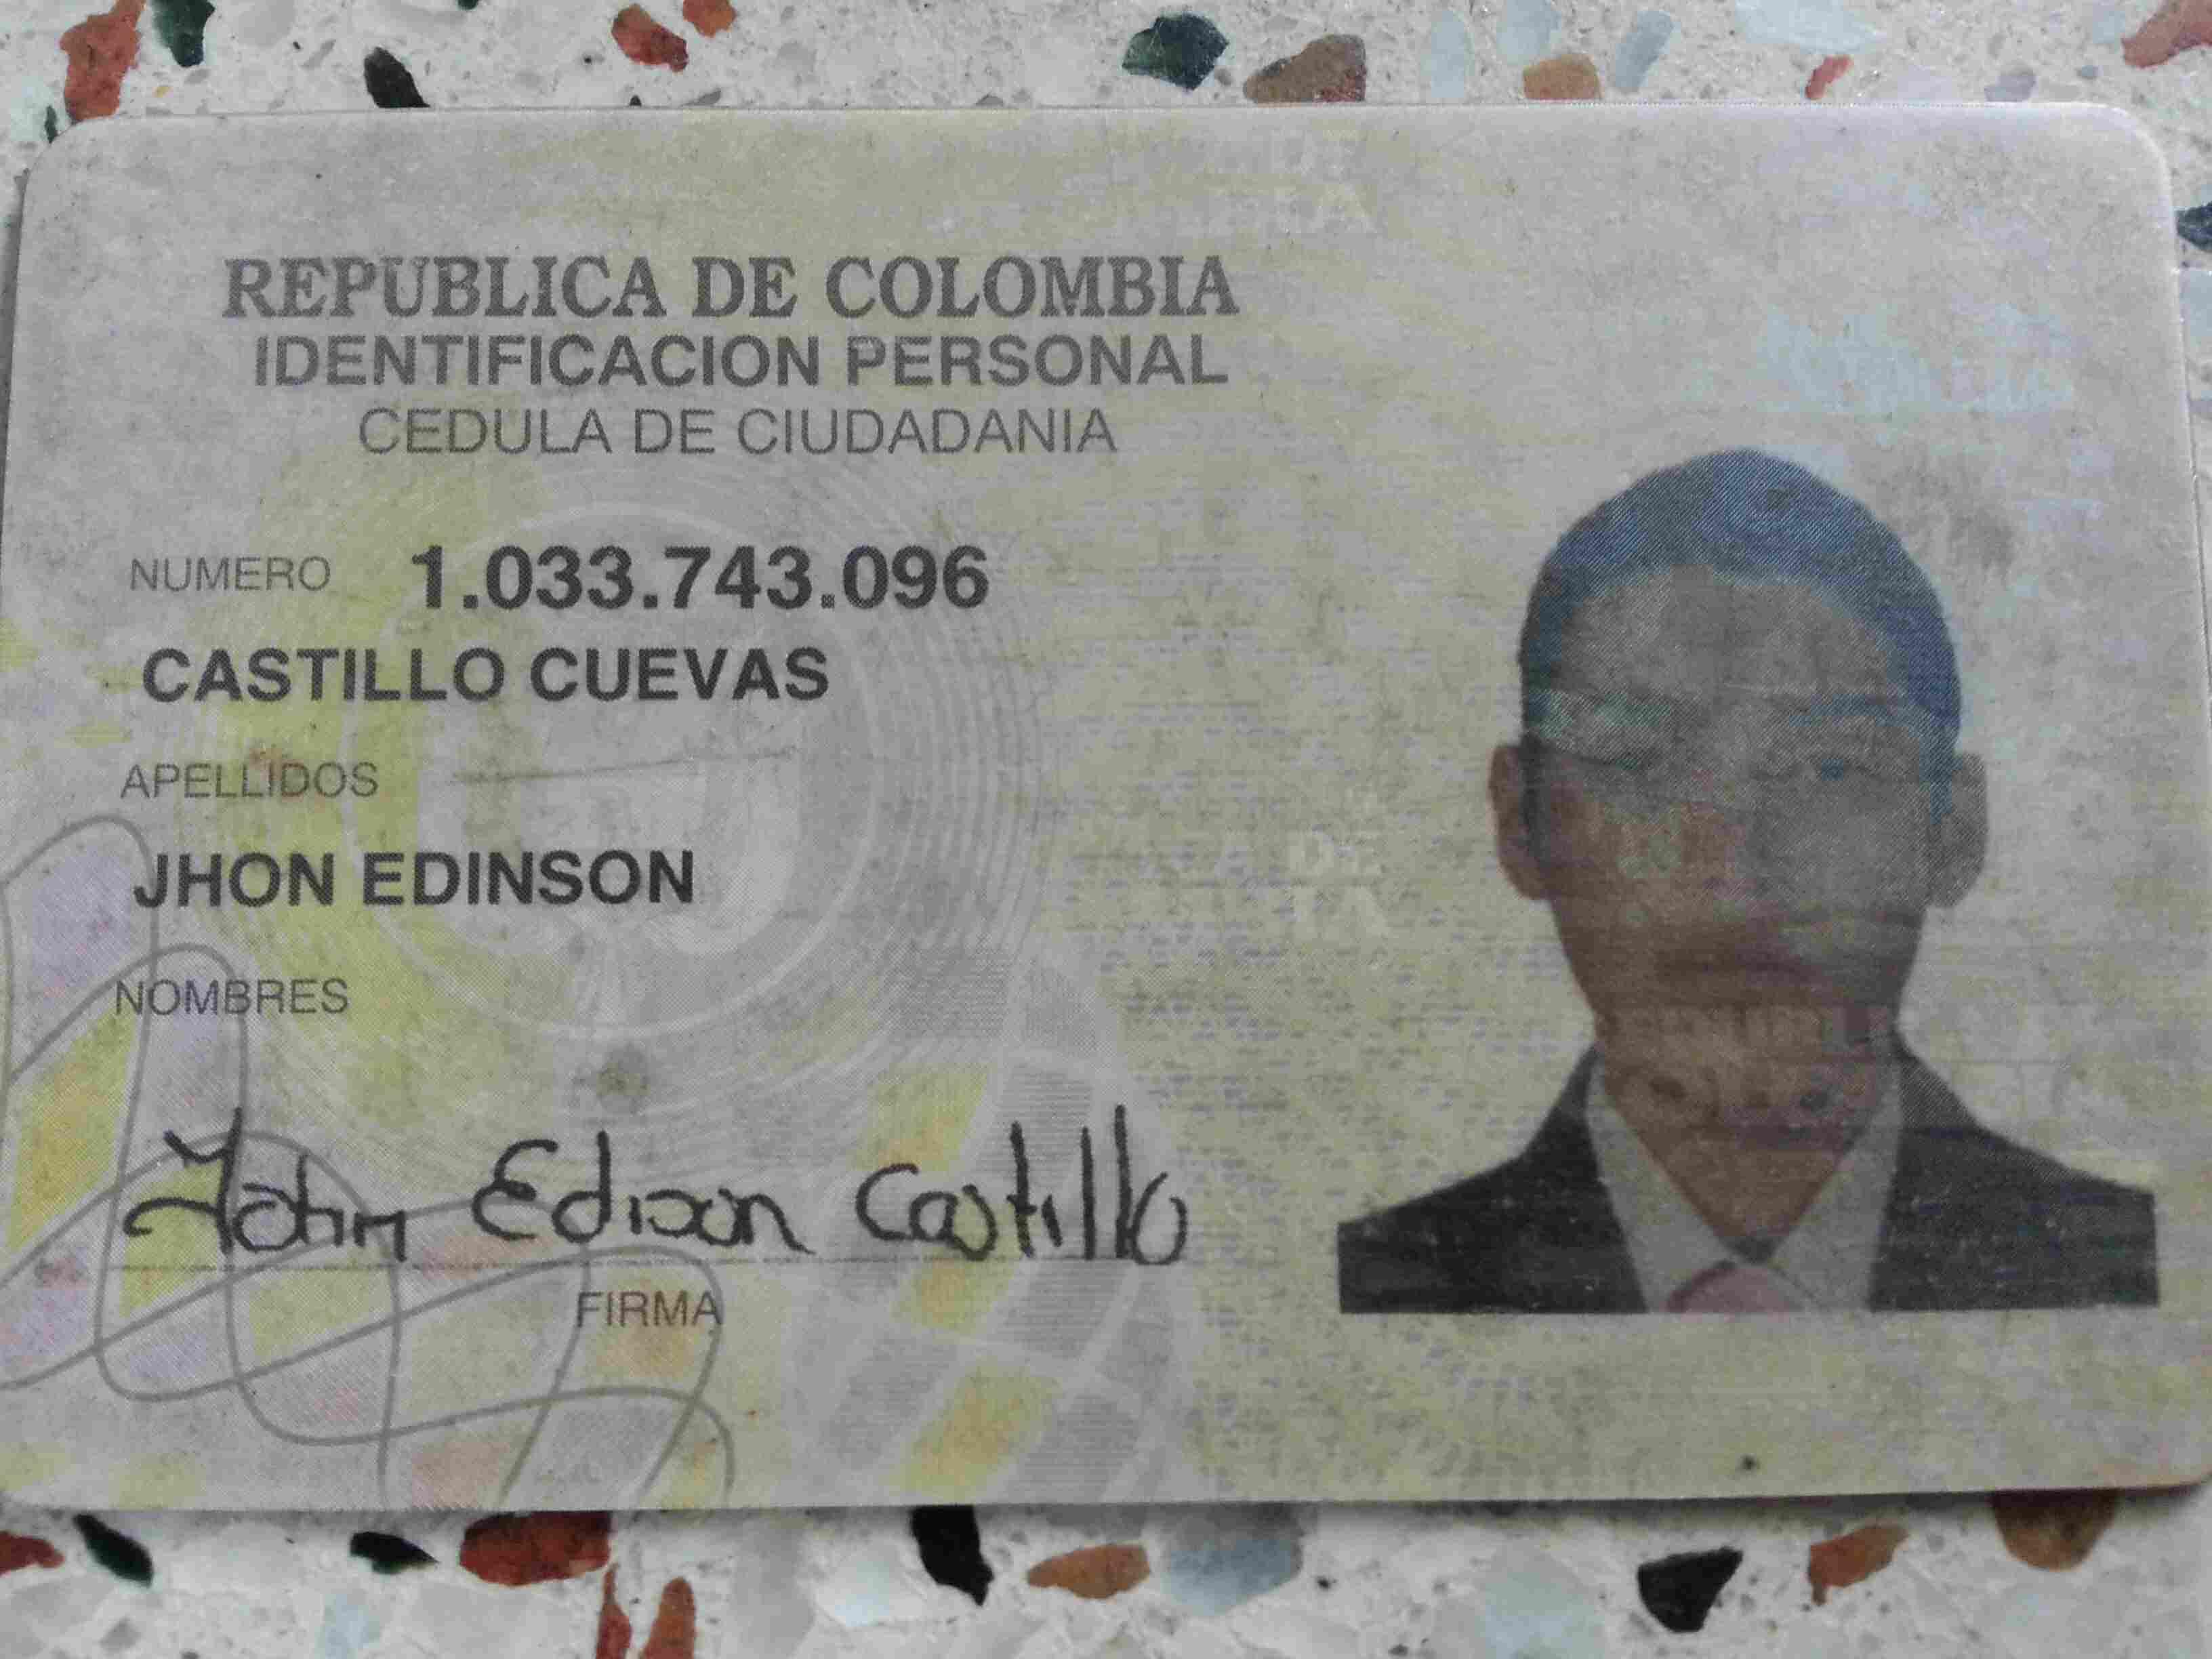 REPUBLICA DE COLOMBIA
IDENTIFICACION PERSONAL
CEDULA DE CIUDADANIA
NUMERO 1.033.743.096
CASTILLO CUEVAS
APELLIDOS
JHON EDINSON
NOMBRES
John Edison Castillo
FIRMA